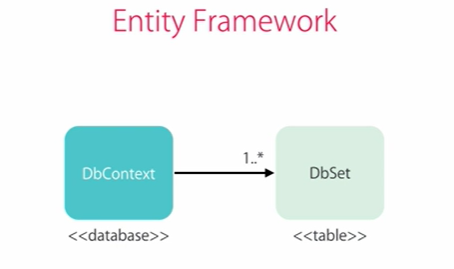 Entity Framework
1..*
DbContext
DbSet
<<database>>
<<table>>